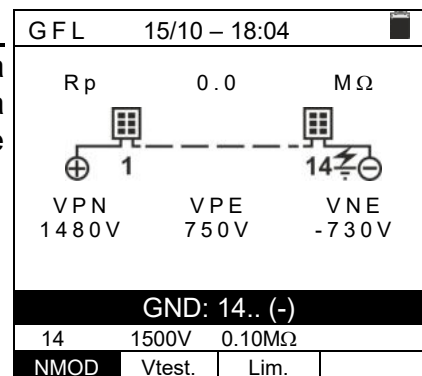 GFL 15/10 – 18:04
a
a
e
Rp 0.0 MΩ
1 14
VPN VPE VNE
1480V 750V -730V
GND: 14.. (-)
14 1500V 0.10MΩ
NMOD Vtest. Lim.